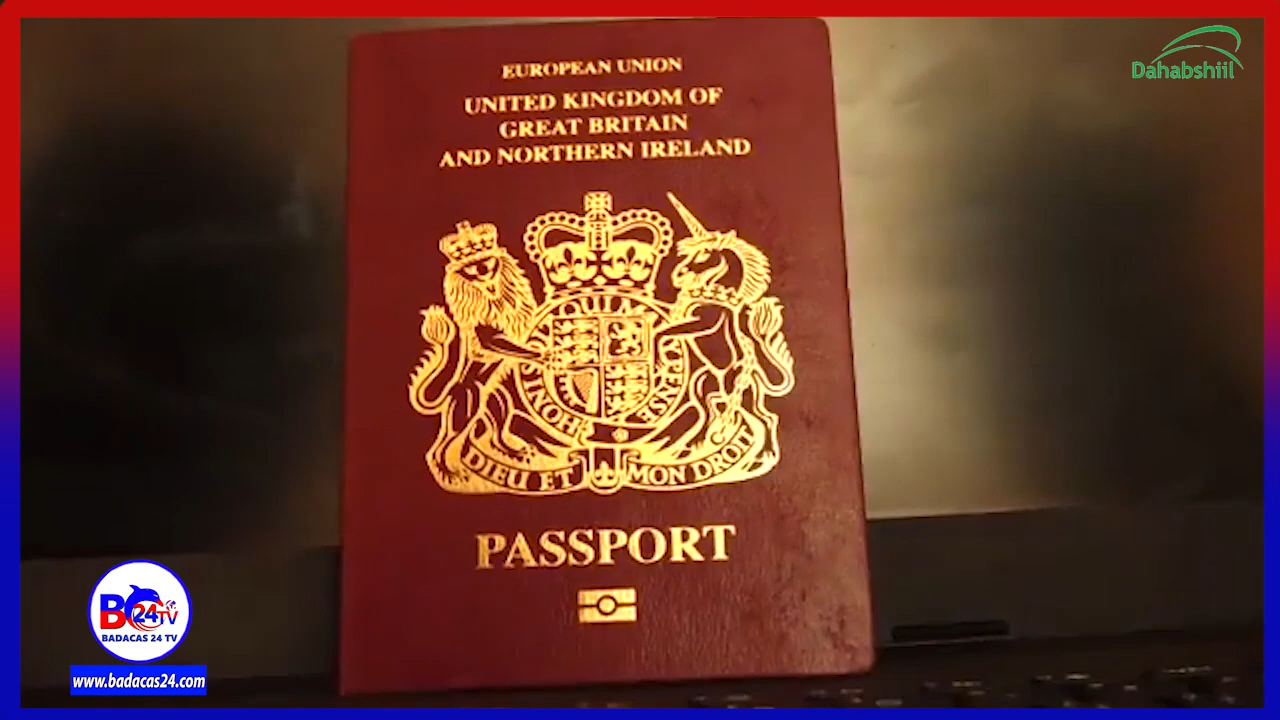 Dahabshiil
EUROPEAN UNION
UNITED KINGDOM OF
GREAT BRITAIN
AND NORTHERN IRELAND
QUI MAL
Y PENSE
HONI SOIT
DIEU ET MON DROIT
PASSPORT
BC 24 TV
BADACAS 24 TV
www.badacas24.com